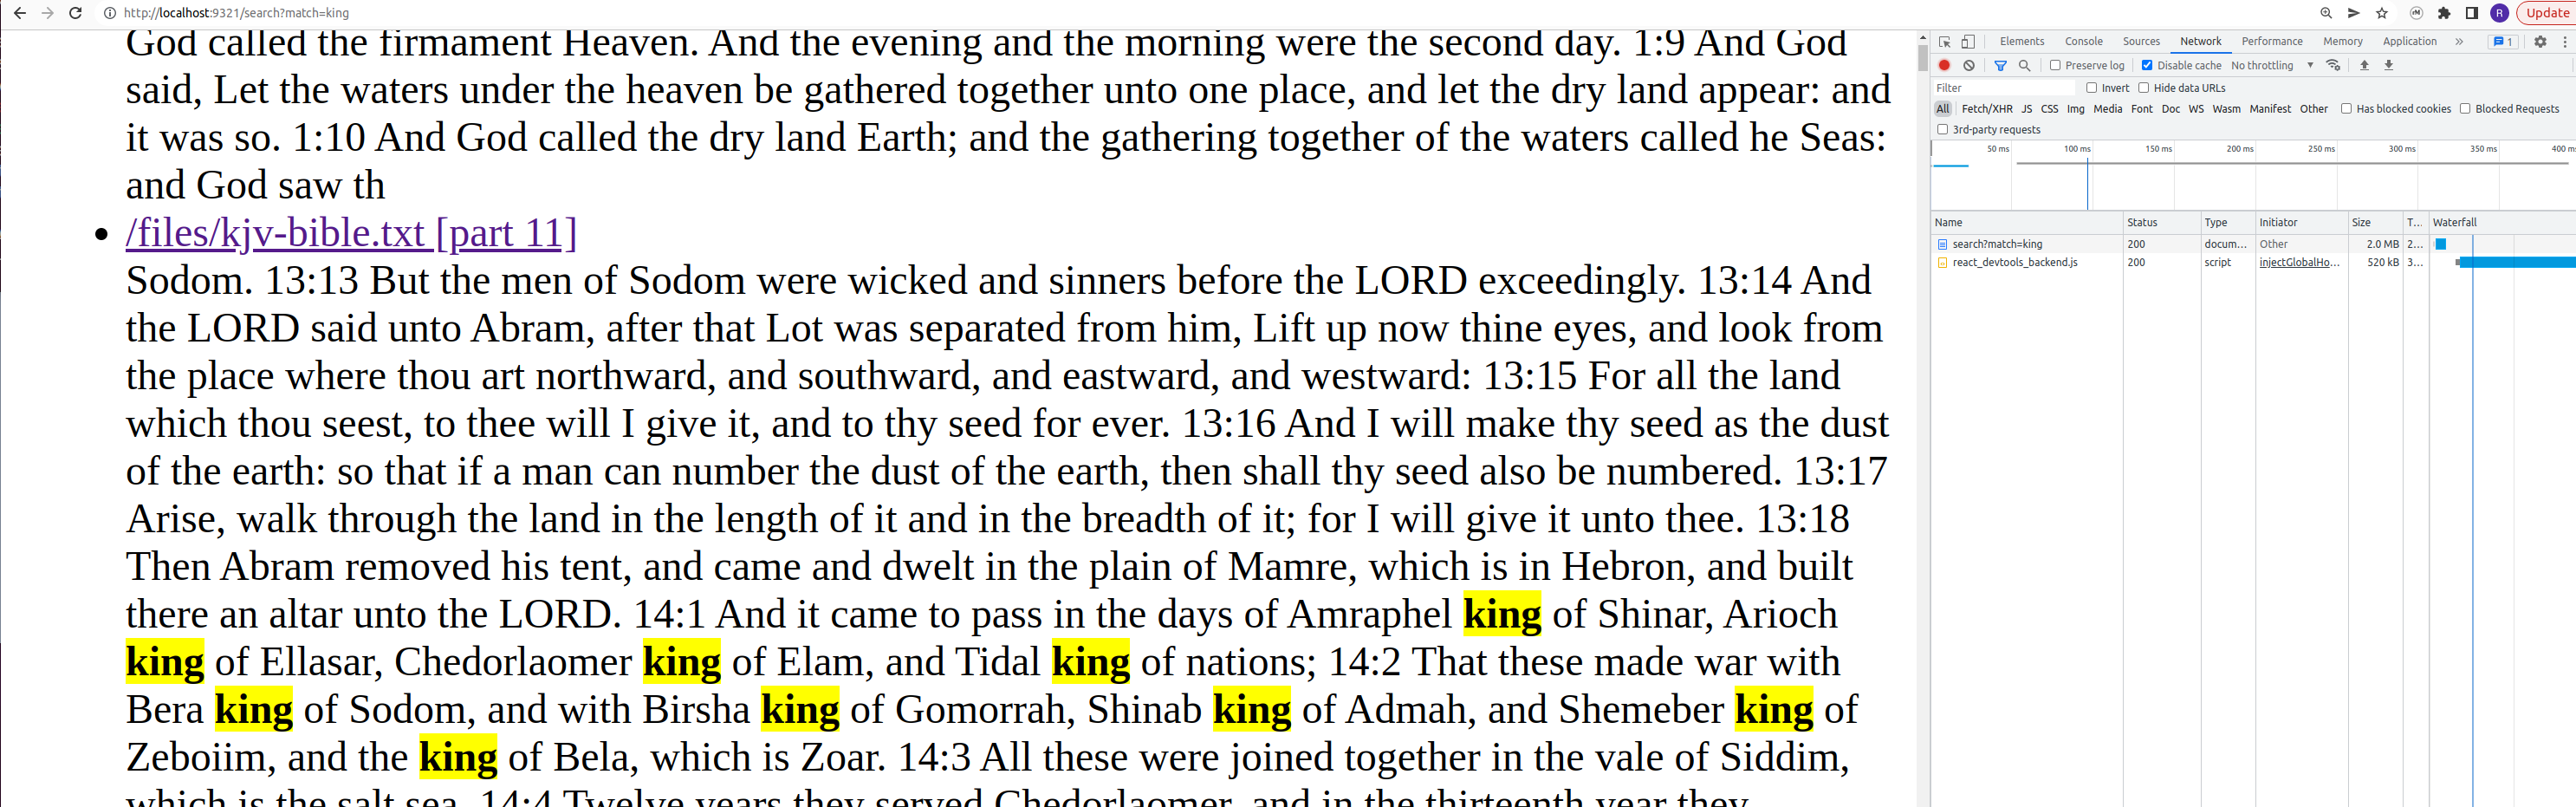 http://localhost:9321/search?match=king
R
Update
God called the firmament Heaven. And the evening and the morning were the second day. 1:9 And God
said, Let the waters under the heaven be gathered together unto one place, and let the dry land appear: and
it was so. 1:10 And God called the dry land Earth; and the gathering together of the waters called he Seas:
and God saw th
/files/kjv-bible.txt [part 11]
Sodom. 13:13 But the men of Sodom were wicked and sinners before the LORD exceedingly. 13:14 And
the LORD said unto Abram, after that Lot was separated from him, Lift up now thine eyes, and look from
the place where thou art northward, and southward, and eastward, and westward: 13:15 For all the land
which thou seest, to thee will I give it, and to thy seed for ever. 13:16 And I will make thy seed as the dust
of the earth: so that if a man can number the dust of the earth, then shall thy seed also be numbered. 13:17
Arise, walk through the land in the length of it and in the breadth of it; for I will give it unto thee. 13:18
Then Abram removed his tent, and came and dwelt in the plain of Mamre, which is in Hebron, and built
there an altar unto the LORD. 14:1 And it came to pass in the days of Amraphel king of Shinar, Arioch
king of Ellasar, Chedorlaomer king of Elam, and Tidal king of nations; 14:2 That these made war with
Bera king of Sodom, and with Birsha king of Gomorrah, Shinab king of Admah, and Shemeber king of
Zeboiim, and the king of Bela, which is Zoar. 14:3 All these were joined together in the vale of Siddim,
which is the salt sea. 14:4 Twelve years they served Chedorlaomer, and in the thirteenth year they
Elements Console Sources Network Performance Memory Application » 1
Preserve log Disable cache No throttling
Filter Invert Hide data URLs
All Fetch/XHR JS CSS Img Media Font Doc WS Wasm Manifest Other Has blocked cookies Blocked Requests
3rd-party requests
50 ms 100 ms 150 ms 200 ms 250 ms 300 ms 350 ms 400 ms
Name Status Type Initiator Size T... Waterfall
search?match=king 200 docum... Other 2.0 MB 2...
react_devtools_backend.js 200 script injectGlobalHo... 520 kB 3...